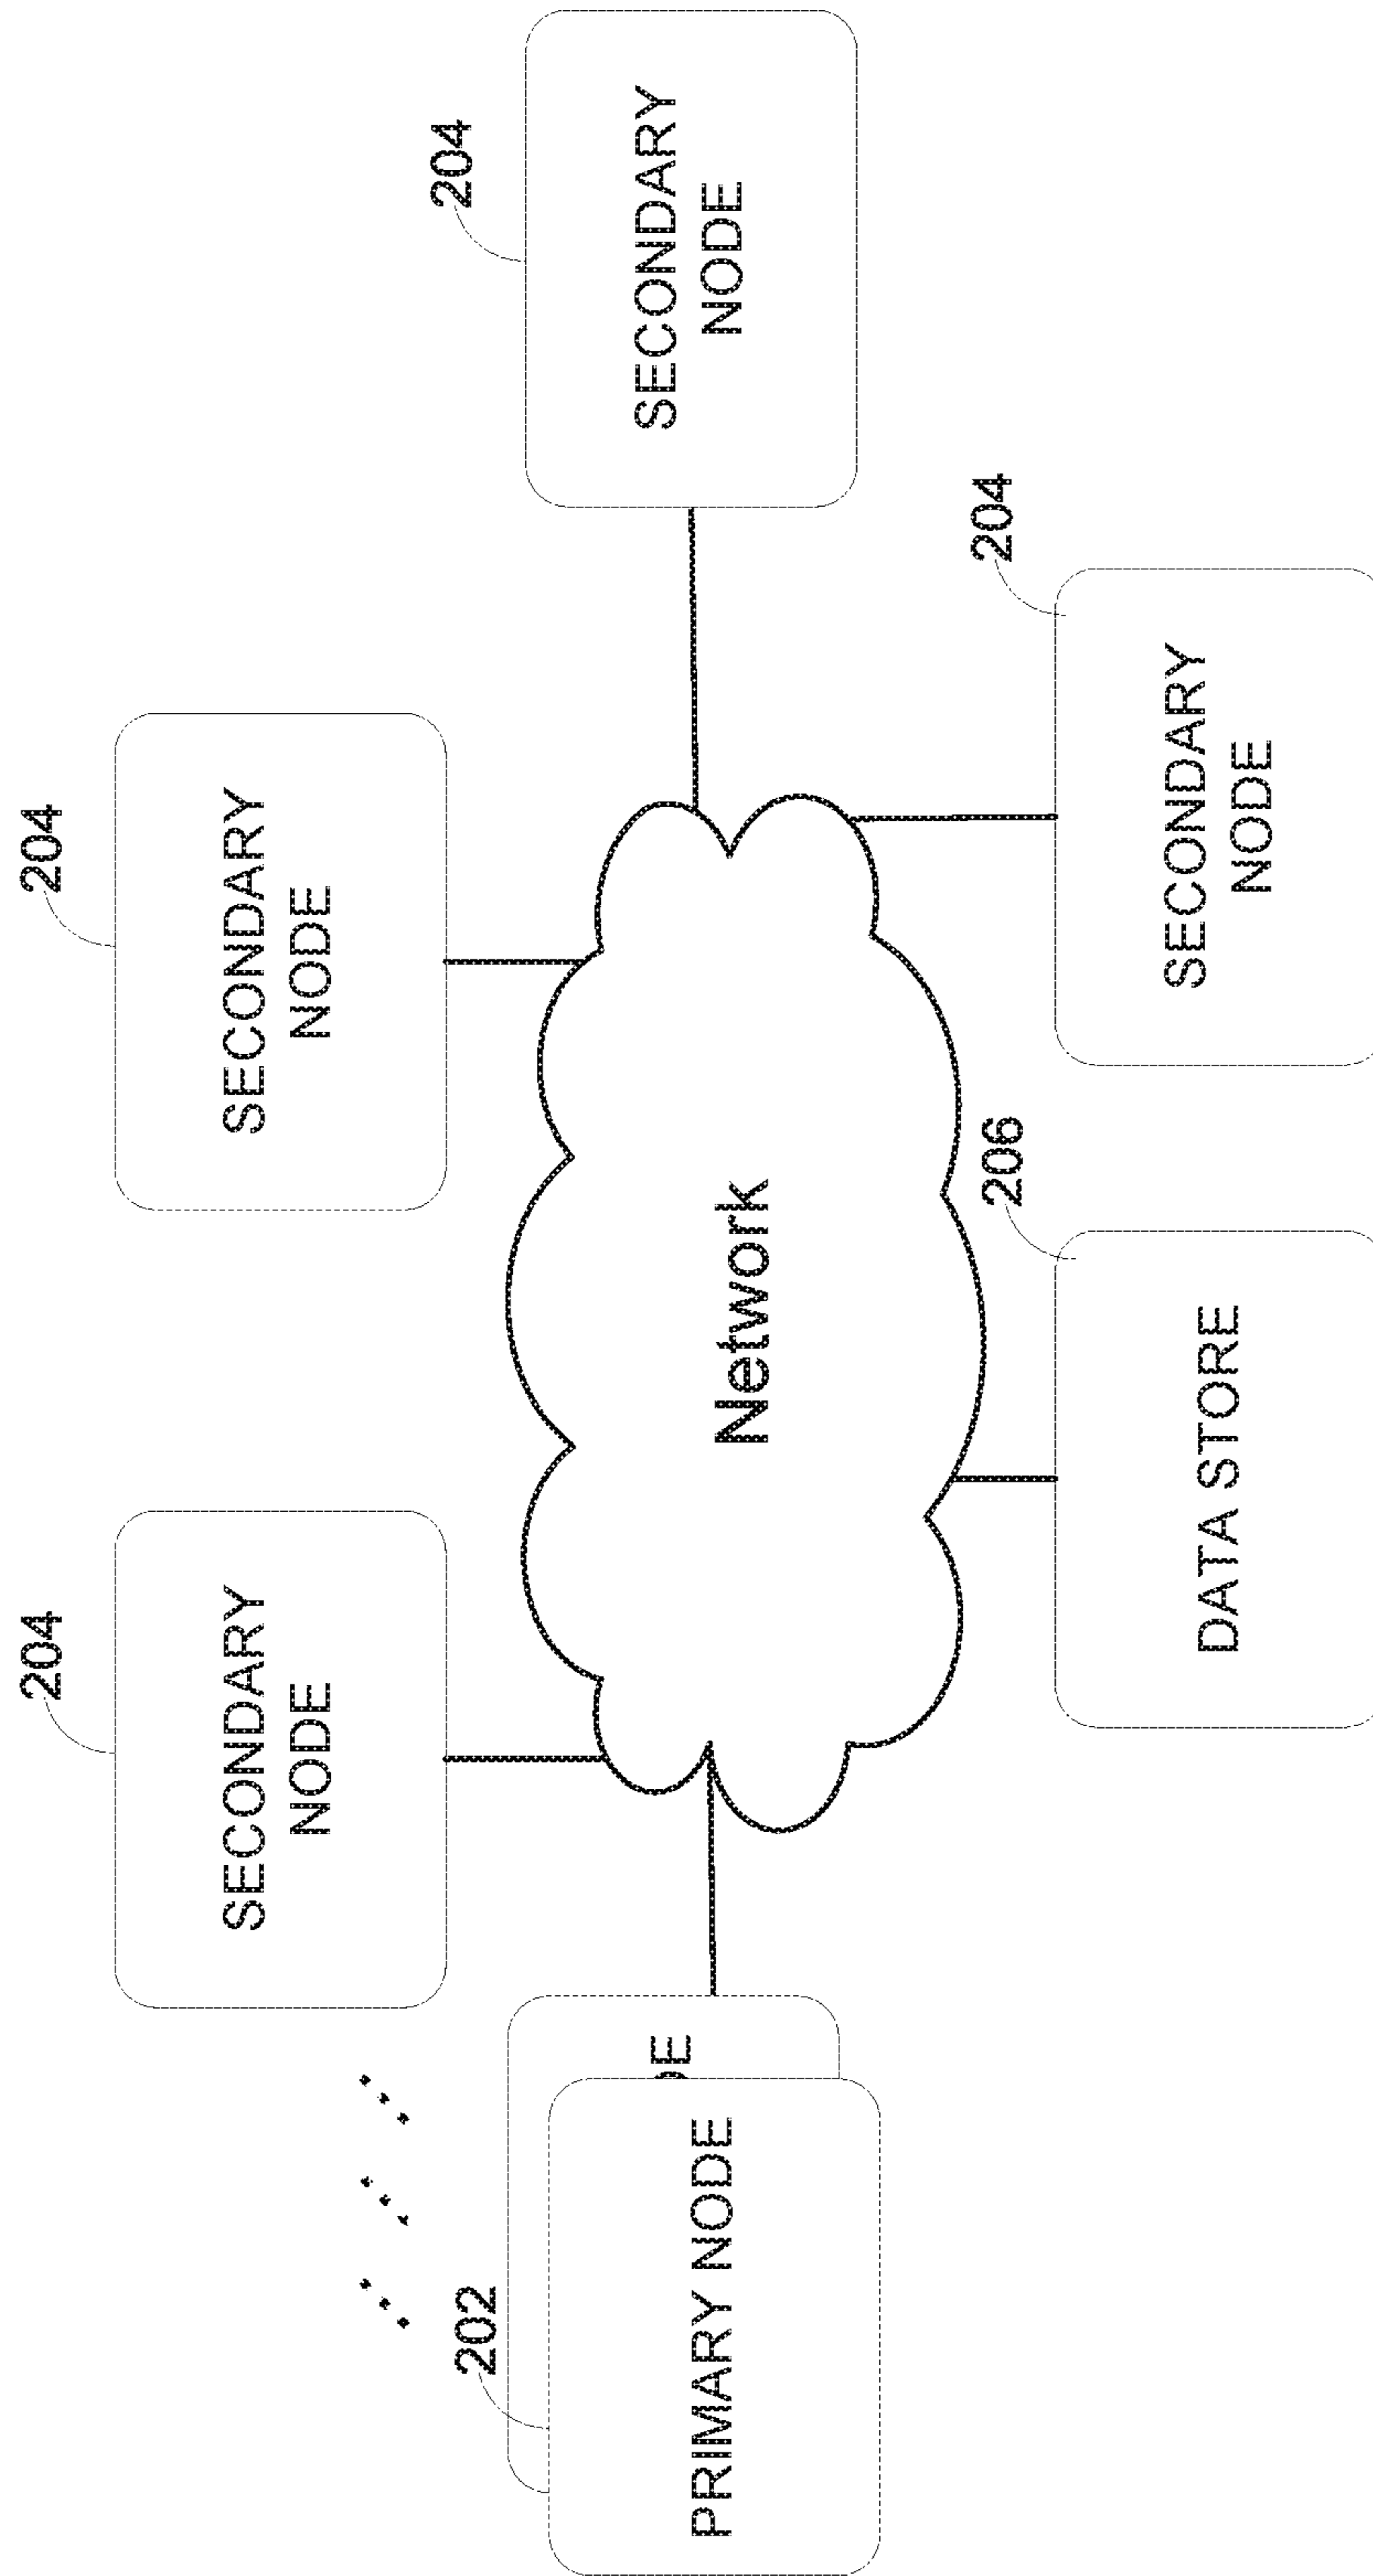 204
SECONDARY
NODE
204
SECONDARY
NODE
202
PRIMARY NODE
Network
204
SECONDARY
NODE
206
DATA STORE
204
SECONDARY
NODE